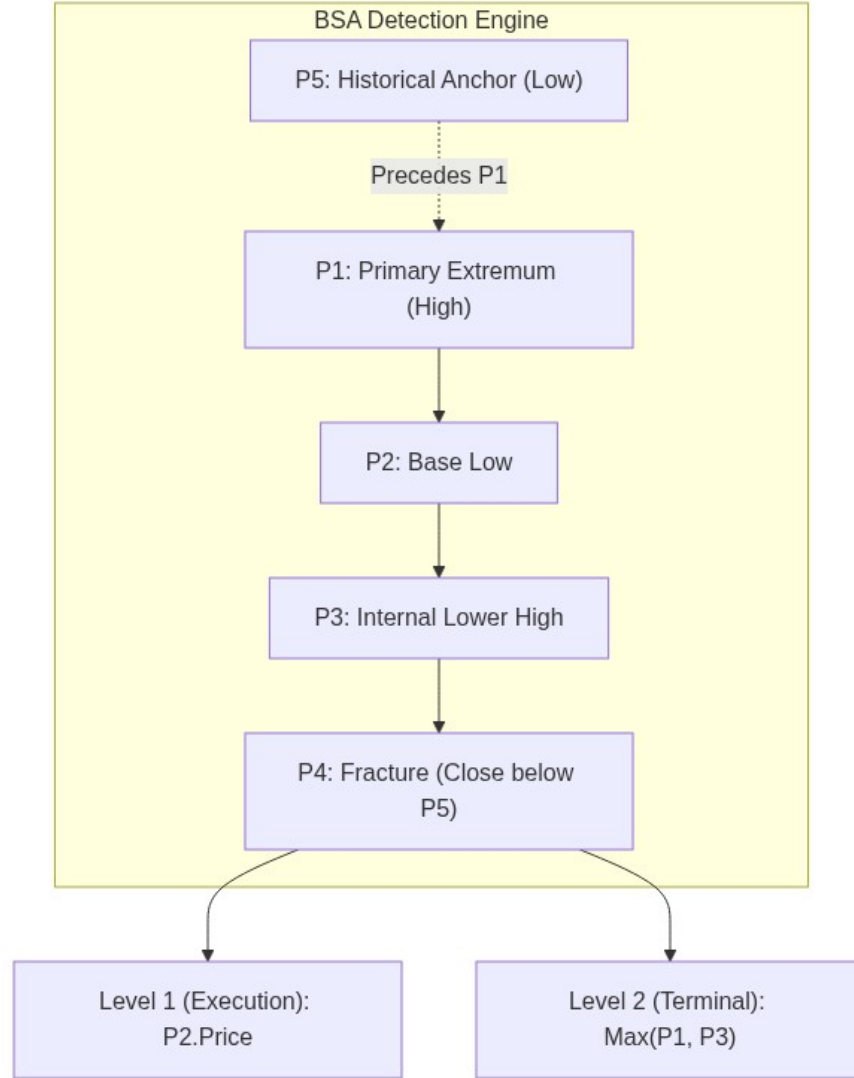 BSA Detection Engine
P5: Historical Anchor (Low)
Precedes P1
P1: Primary Extremum
(High)
P2: Base Low
P3: Internal Lower High
P4: Fracture (Close below
P5)
Level 1 (Execution):
P2.Price
Level 2 (Terminal):
Max(P1, P3)